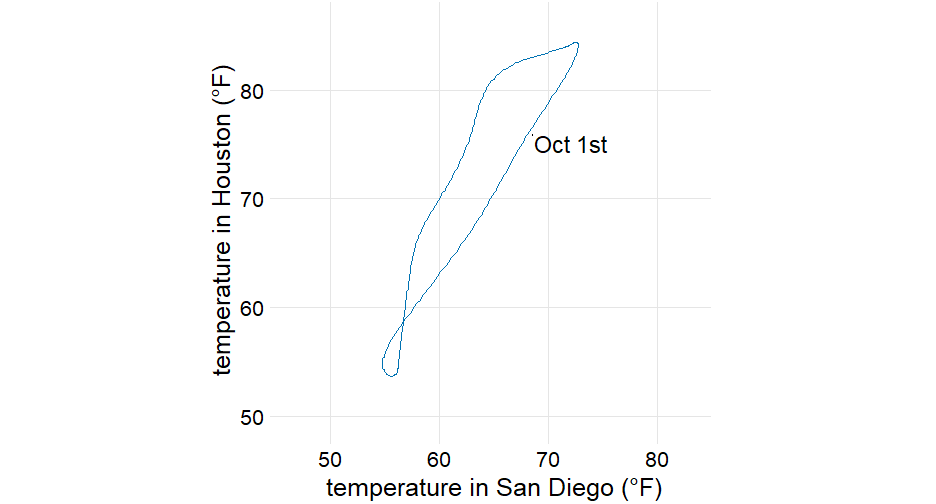 temperature in Houston (°F)
80
70
60
50
Oct 1st
50 60 70 80
temperature in San Diego (°F)